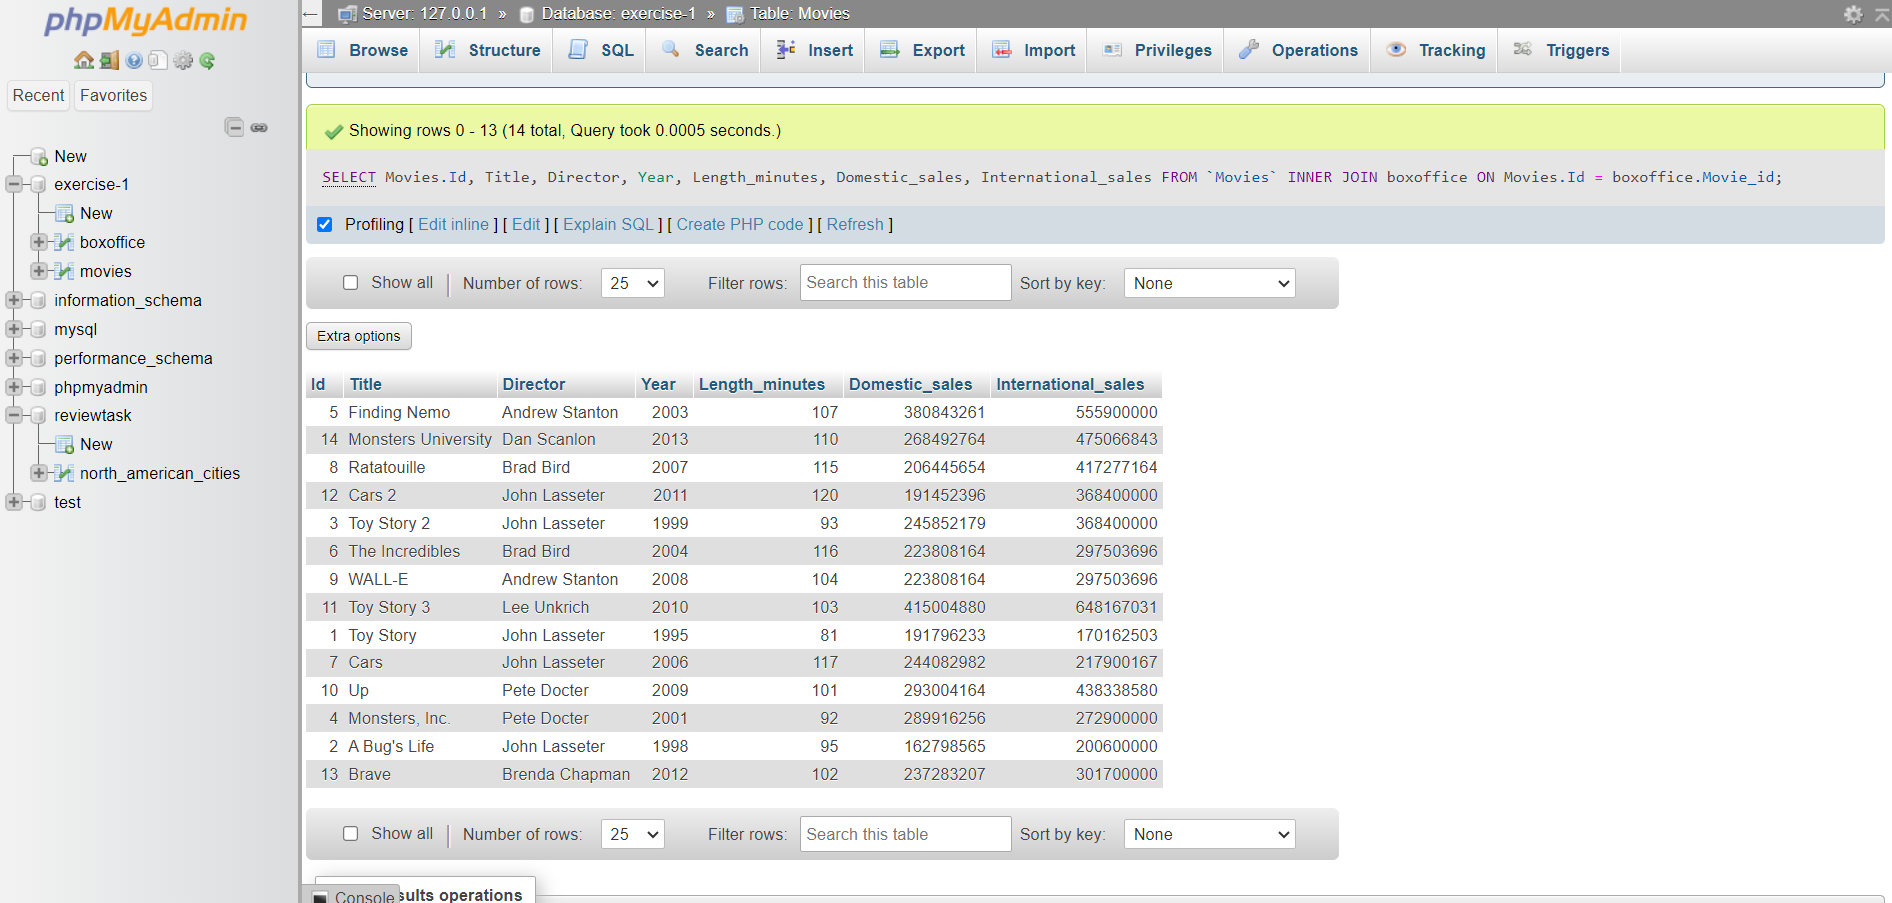 phpMyAdmin
Recent Favorites
New
exercise-1
New
boxoffice
movies
information_schema
mysql
performance_schema
phpmyadmin
reviewtask
New
north_american_cities
test
Server: 127.0.0.1 » Database: exercise-1 » Table: Movies
Browse Structure SQL Search Insert Export Import Privileges Operations Tracking Triggers
Showing rows 0 - 13 (14 total, Query took 0.0005 seconds.)
SELECT Movies.Id, Title, Director, Year, Length_minutes, Domestic_sales, International_sales FROM `Movies` INNER JOIN boxoffice ON Movies.Id = boxoffice.Movie_id;
Profiling [ Edit inline ] [ Edit ] [ Explain SQL ] [ Create PHP code ] [ Refresh ]
Show all Number of rows: 25 Filter rows: Search this table Sort by key: None
Extra options
Id Title Director Year Length_minutes Domestic_sales International_sales
5 Finding Nemo Andrew Stanton 2003 107 380843261 555900000
14 Monsters University Dan Scanlon 2013 110 268492764 475066843
8 Ratatouille Brad Bird 2007 115 206445654 417277164
12 Cars 2 John Lasseter 2011 120 191452396 368400000
3 Toy Story 2 John Lasseter 1999 93 245852179 368400000
6 The Incredibles Brad Bird 2004 116 223808164 297503696
9 WALL-E Andrew Stanton 2008 104 223808164 297503696
11 Toy Story 3 Lee Unkrich 2010 103 415004880 648167031
1 Toy Story John Lasseter 1995 81 191796233 170162503
7 Cars John Lasseter 2006 117 244082982 217900167
10 Up Pete Docter 2009 101 293004164 438338580
4 Monsters, Inc. Pete Docter 2001 92 289916256 272900000
2 A Bug's Life John Lasseter 1998 95 162798565 200600000
13 Brave Brenda Chapman 2012 102 237283207 301700000
Show all Number of rows: 25 Filter rows: Search this table Sort by key: None
Console sults operations